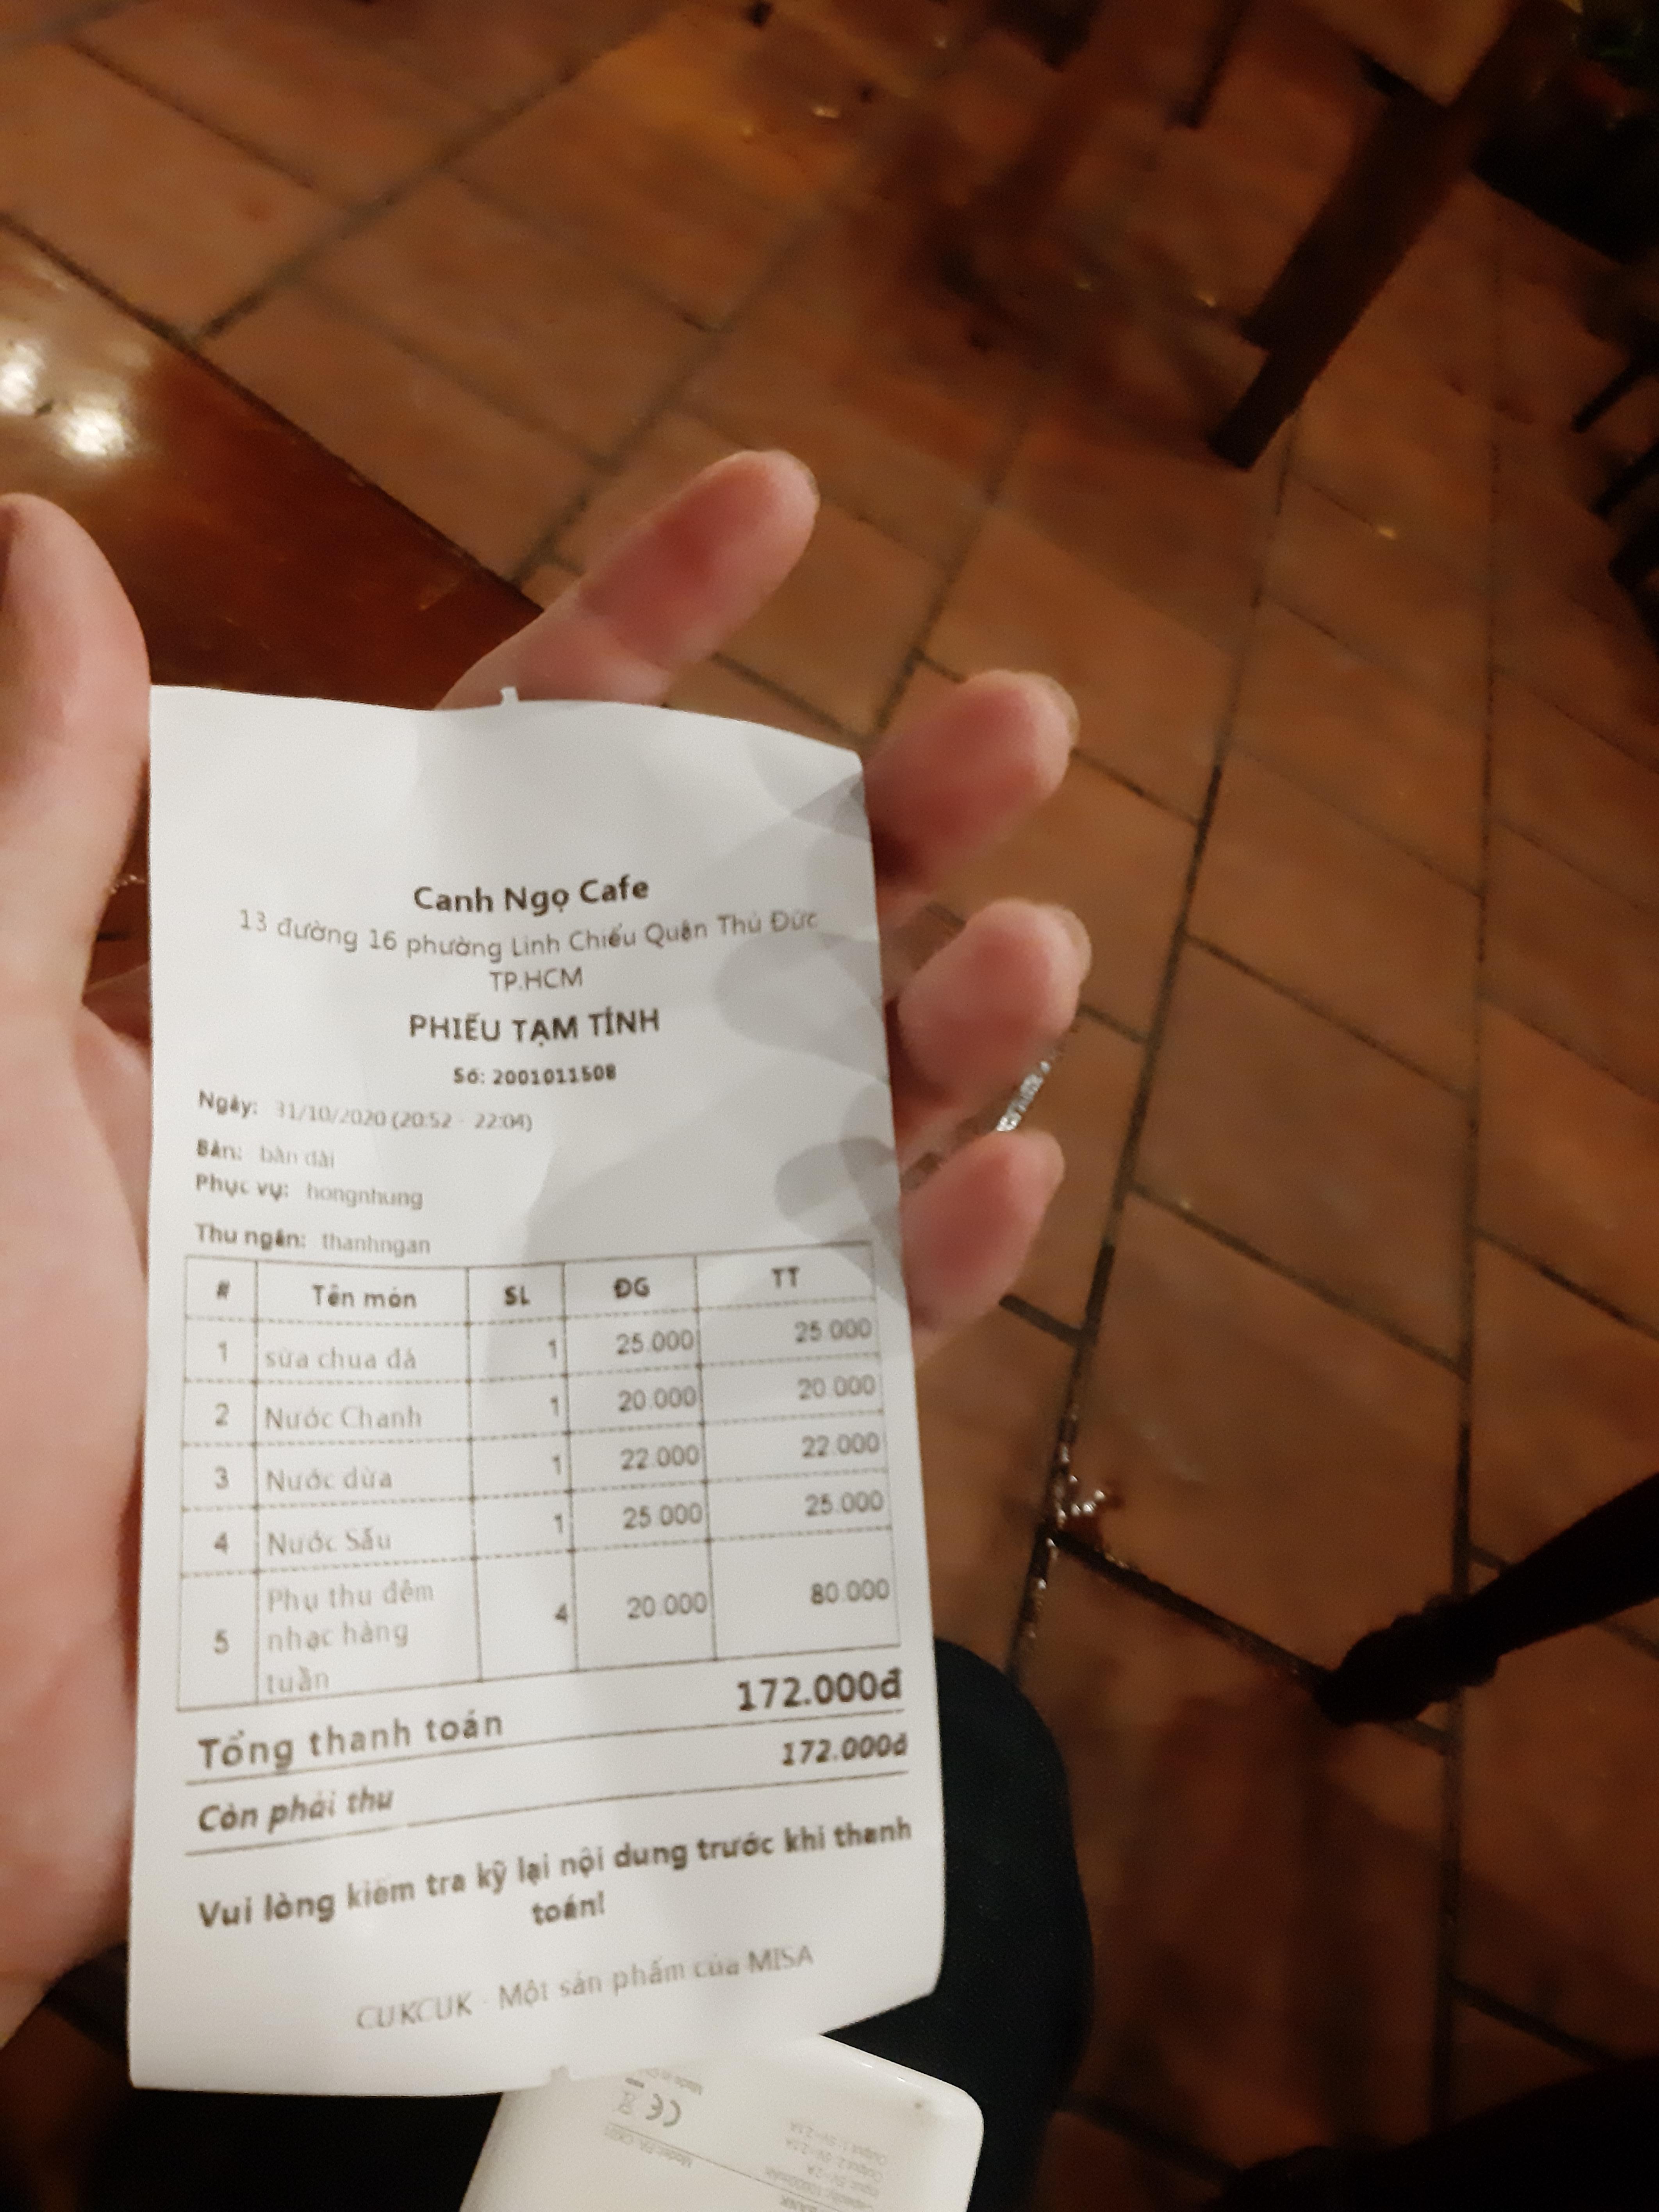 Canh Ngọ Cafe
13 đường 16 phường Linh Chiểu Quận Thủ Đức
TP.HCM
PHIẾU TẠM TÍNH
Số: 2001011508
Ngày: 31/10/2020 (20:52 - 22:04)
Bàn: bàn dài
Phục vụ: hongnhung
Thu ngân: thanhngan
# Tên món SL ĐG TT
1 sữa chua đá 1 25.000 25.000
2 Nước Chanh 1 20.000 20.000
3 Nước dừa 1 22.000 22.000
4 Nước Sấu 1 25.000 25.000
5 Phụ thu đêm 4 20.000 80.000
nhạc hàng
tuần
Tổng thanh toán 172.000đ
Còn phải thu 172.000đ
Vui lòng kiểm tra kỹ lại nội dung trước khi thanh
toán!
CUKCUK - Một sản phẩm của MISA
CE